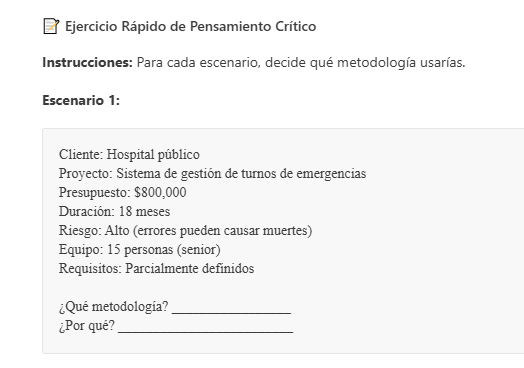 📝 Ejercicio Rápido de Pensamiento Crítico
Instrucciones: Para cada escenario, decide qué metodología usarías.
Escenario 1:
Cliente: Hospital público
Proyecto: Sistema de gestión de turnos de emergencias
Presupuesto: $800,000
Duración: 18 meses
Riesgo: Alto (errores pueden causar muertes)
Equipo: 15 personas (senior)
Requisitos: Parcialmente definidos
¿Qué metodología? _________________
¿Por qué? _________________________